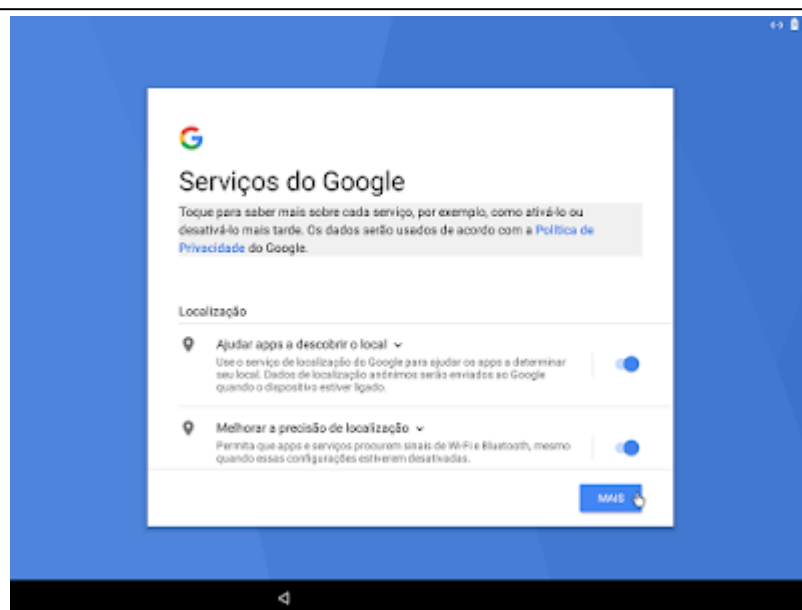 Serviços do Google
Toque para saber mais sobre cada serviço, por exemplo, como ativá-lo ou
desativá-lo mais tarde. Os dados serão usados de acordo com a Política de
Privacidade do Google.
Localização
Ajudar apps a descobrir o local
Use o serviço de localização do Google para ajudar os apps a determinar
seu local. Dados de localização anônimos serão enviados ao Google
quando o dispositivo estiver ligado.
Melhorar a precisão de localização
Permita que apps e serviços procurem sinais de Wi-Fi e Bluetooth, mesmo
quando essas configurações estiverem desativadas.
MAIS